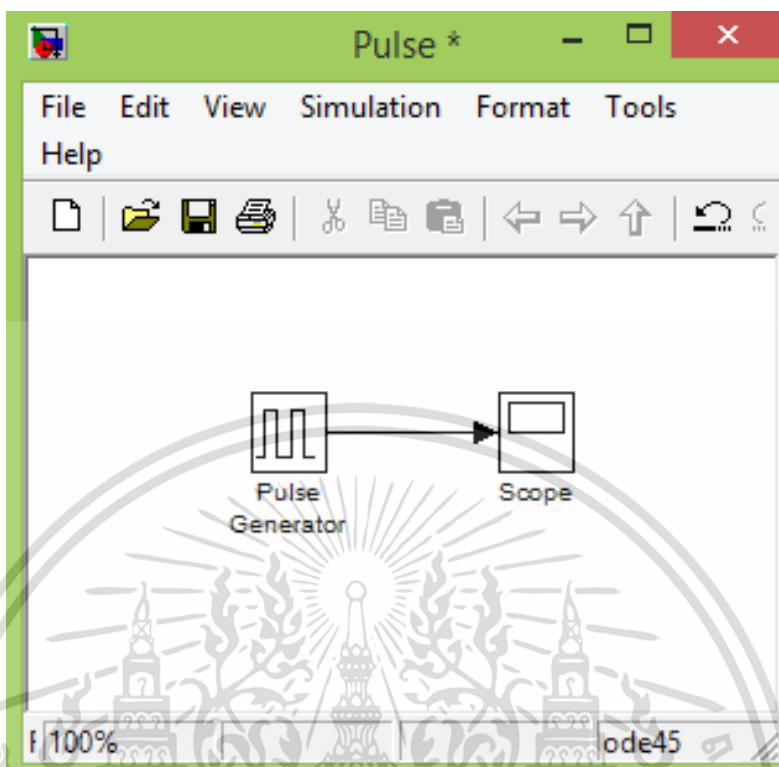 Pulse *
File Edit View Simulation Format Tools
Help
Pulse
Generator
Scope
100%
ode45